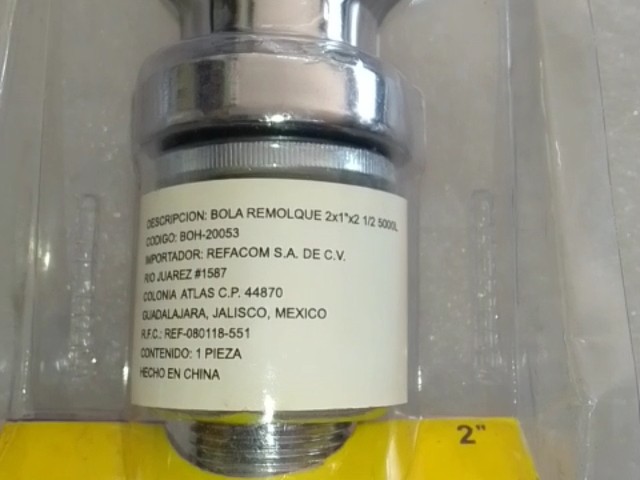 DESCRIPCION: BOLA REMOLQUE 2x1"x2 1/2 5000L
CODIGO: BOH-20053
IMPORTADOR: REFACOM S.A. DE C.V.
RIO JUAREZ #1587
COLONIA ATLAS C.P. 44870
GUADALAJARA, JALISCO, MEXICO
R.F.C.: REF-080118-551
CONTENIDO: 1 PIEZA
HECHO EN CHINA
2"